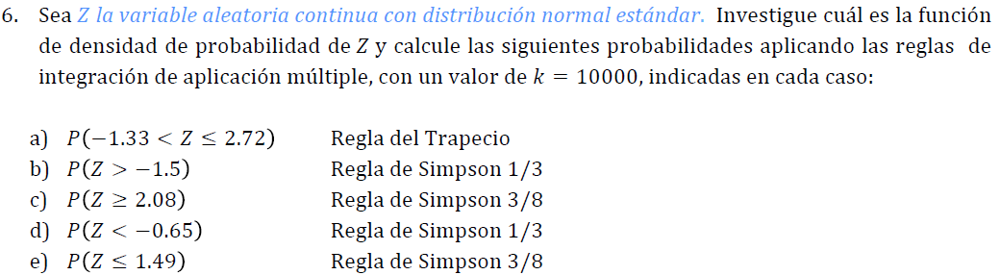 6. Sea Z la variable aleatoria continua con distribución normal estándar. Investigue cuál es la función
de densidad de probabilidad de Z y calcule las siguientes probabilidades aplicando las reglas de
integración de aplicación múltiple, con un valor de k = 10000, indicadas en cada caso:
a) P(−1.33 < Z ≤ 2.72) Regla del Trapecio
b) P(Z > −1.5) Regla de Simpson 1/3
c) P(Z ≥ 2.08) Regla de Simpson 3/8
d) P(Z < −0.65) Regla de Simpson 1/3
e) P(Z ≤ 1.49) Regla de Simpson 3/8